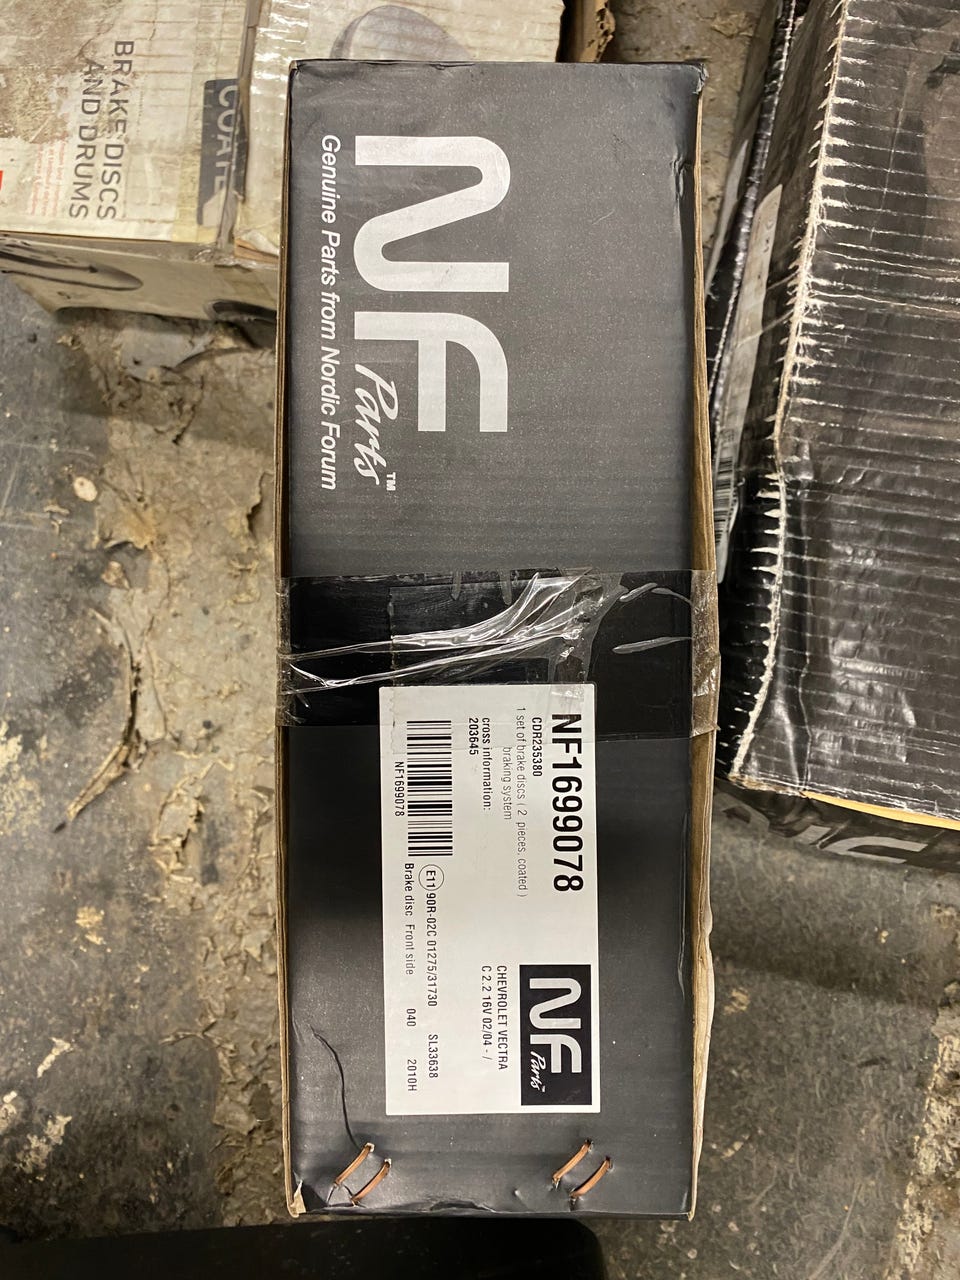 NF
Parts™
Genuine Parts from Nordic Forum
NF1699078
CDR235380
1 set of brake discs ( 2 pieces, coated )
braking system
cross information:
203645
NF1699078
NF
Parts
CHEVROLET VECTRA
C 2.2 16V 02/04 - /
E11 90R-02C 01275/31730 SL33638
Brake disc Front side 040 2010H
BRAKE DISCS
AND DRUMS